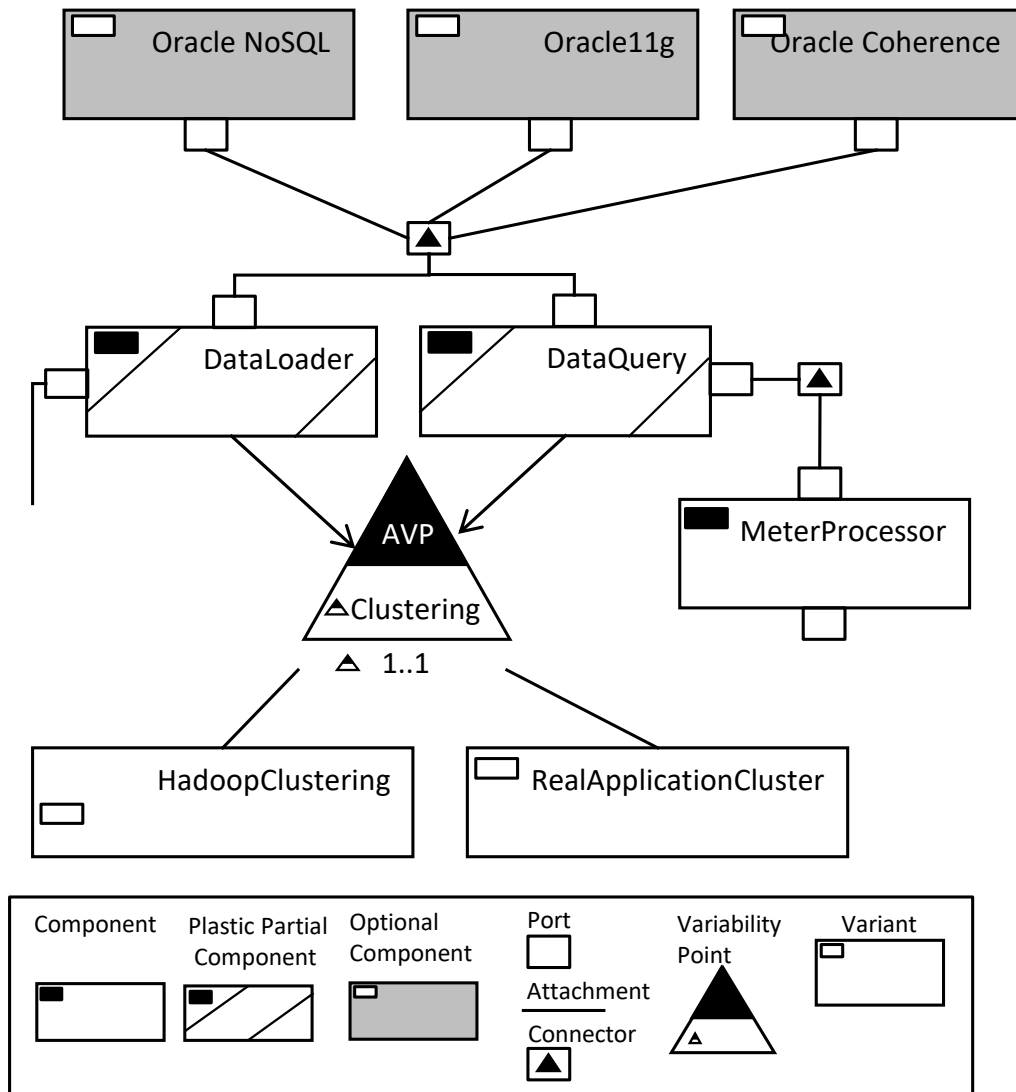 Oracle NoSQL
Oracle11g
Oracle Coherence
DataLoader
DataQuery
AVP
Clustering
1..1
MeterProcessor
HadoopClustering
RealApplicationCluster
Component
Plastic Partial
Component
Optional
Component
Port
Attachment
Connector
Variability
Point
Variant